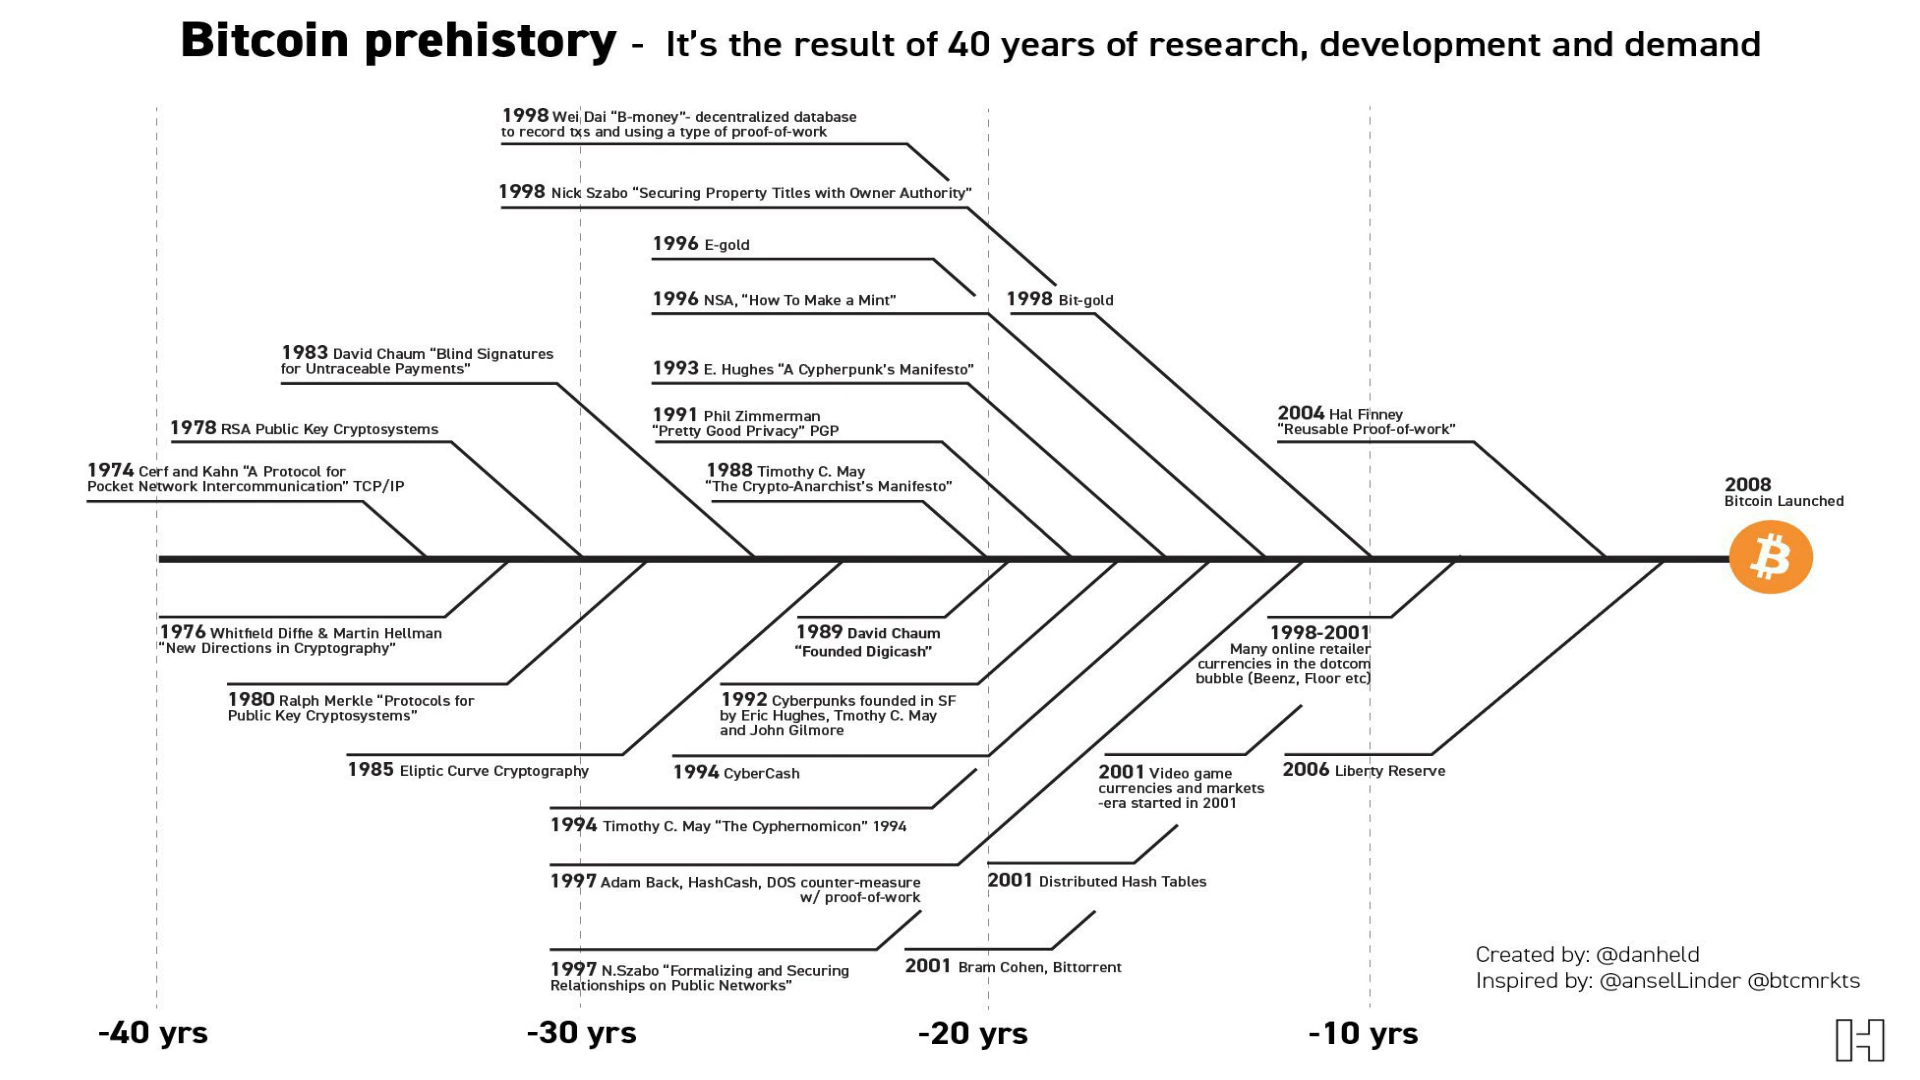 Bitcoin prehistory - It's the result of 40 years of research, development and demand
1998 Wei Dai “B-money”- decentralized database
to record txs and using a type of proof-of-work
1998 Nick Szabo “Securing Property Titles with Owner Authority”
1996 E-gold
1996 NSA, “How To Make a Mint”
1998 Bit-gold
1983 David Chaum “Blind Signatures
for Untraceable Payments”
1993 E. Hughes “A Cypherpunk's Manifesto”
1991 Phil Zimmerman
“Pretty Good Privacy” PGP
2004 Hal Finney
“Reusable Proof-of-work”
1978 RSA Public Key Cryptosystems
1974 Cerf and Kahn “A Protocol for
Pocket Network Intercommunication” TCP/IP
1988 Timothy C. May
“The Crypto-Anarchist's Manifesto”
2008
Bitcoin Launched
1976 Whitfield Diffie & Martin Hellman
“New Directions in Cryptography”
1989 David Chaum
“Founded Digicash”
1998-2001
Many online retailer
currencies in the dotcom
bubble (Beenz, Floor etc)
1980 Ralph Merkle “Protocols for
Public Key Cryptosystems”
1992 Cyberpunks founded in SF
by Eric Hughes, Tmothy C. May
and John Gilmore
1985 Eliptic Curve Cryptography
1994 CyberCash
2001 Video game
currencies and markets
-era started in 2001
2006 Liberty Reserve
1994 Timothy C. May “The Cyphernomicon” 1994
1997 Adam Back, HashCash, DOS counter-measure
w/ proof-of-work
2001 Distributed Hash Tables
1997 N.Szabo “Formalizing and Securing
Relationships on Public Networks”
2001 Bram Cohen, Bittorrent
Created by: @danheld
Inspired by: @anselLinder @btcmrkts
-40 yrs
-30 yrs
-20 yrs
-10 yrs